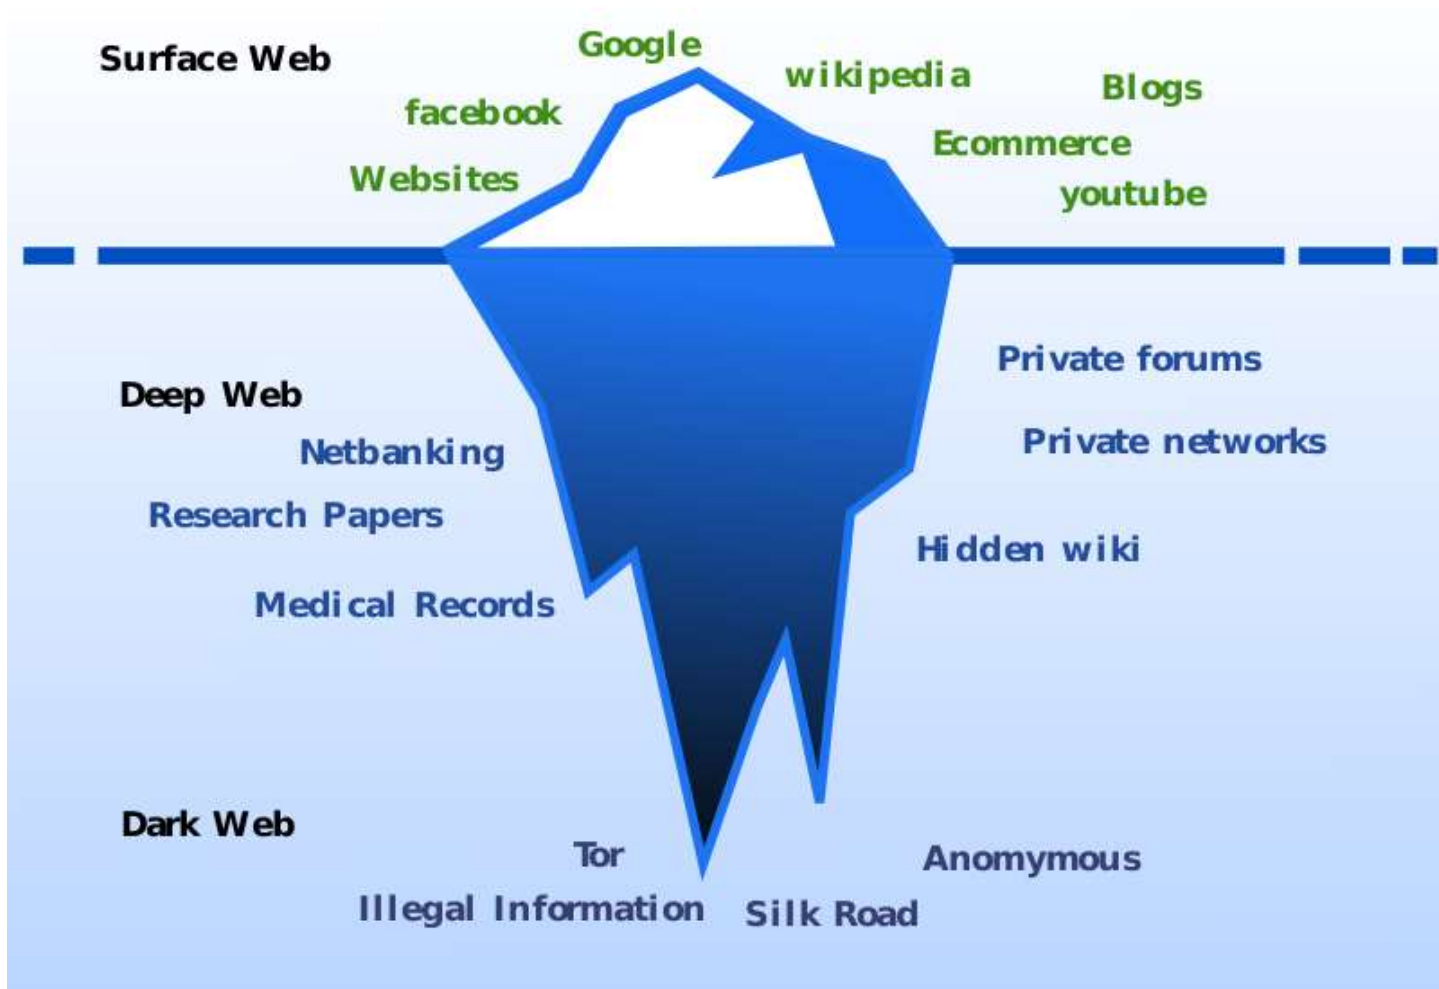 Surface Web
Google
wikipedia
Blogs
facebook
Ecommerce
Websites
youtube
Private forums
Deep Web
Private networks
Netbanking
Research Papers
Hidden wiki
Medical Records
Dark Web
Tor
Anomymous
Illegal Information
Silk Road